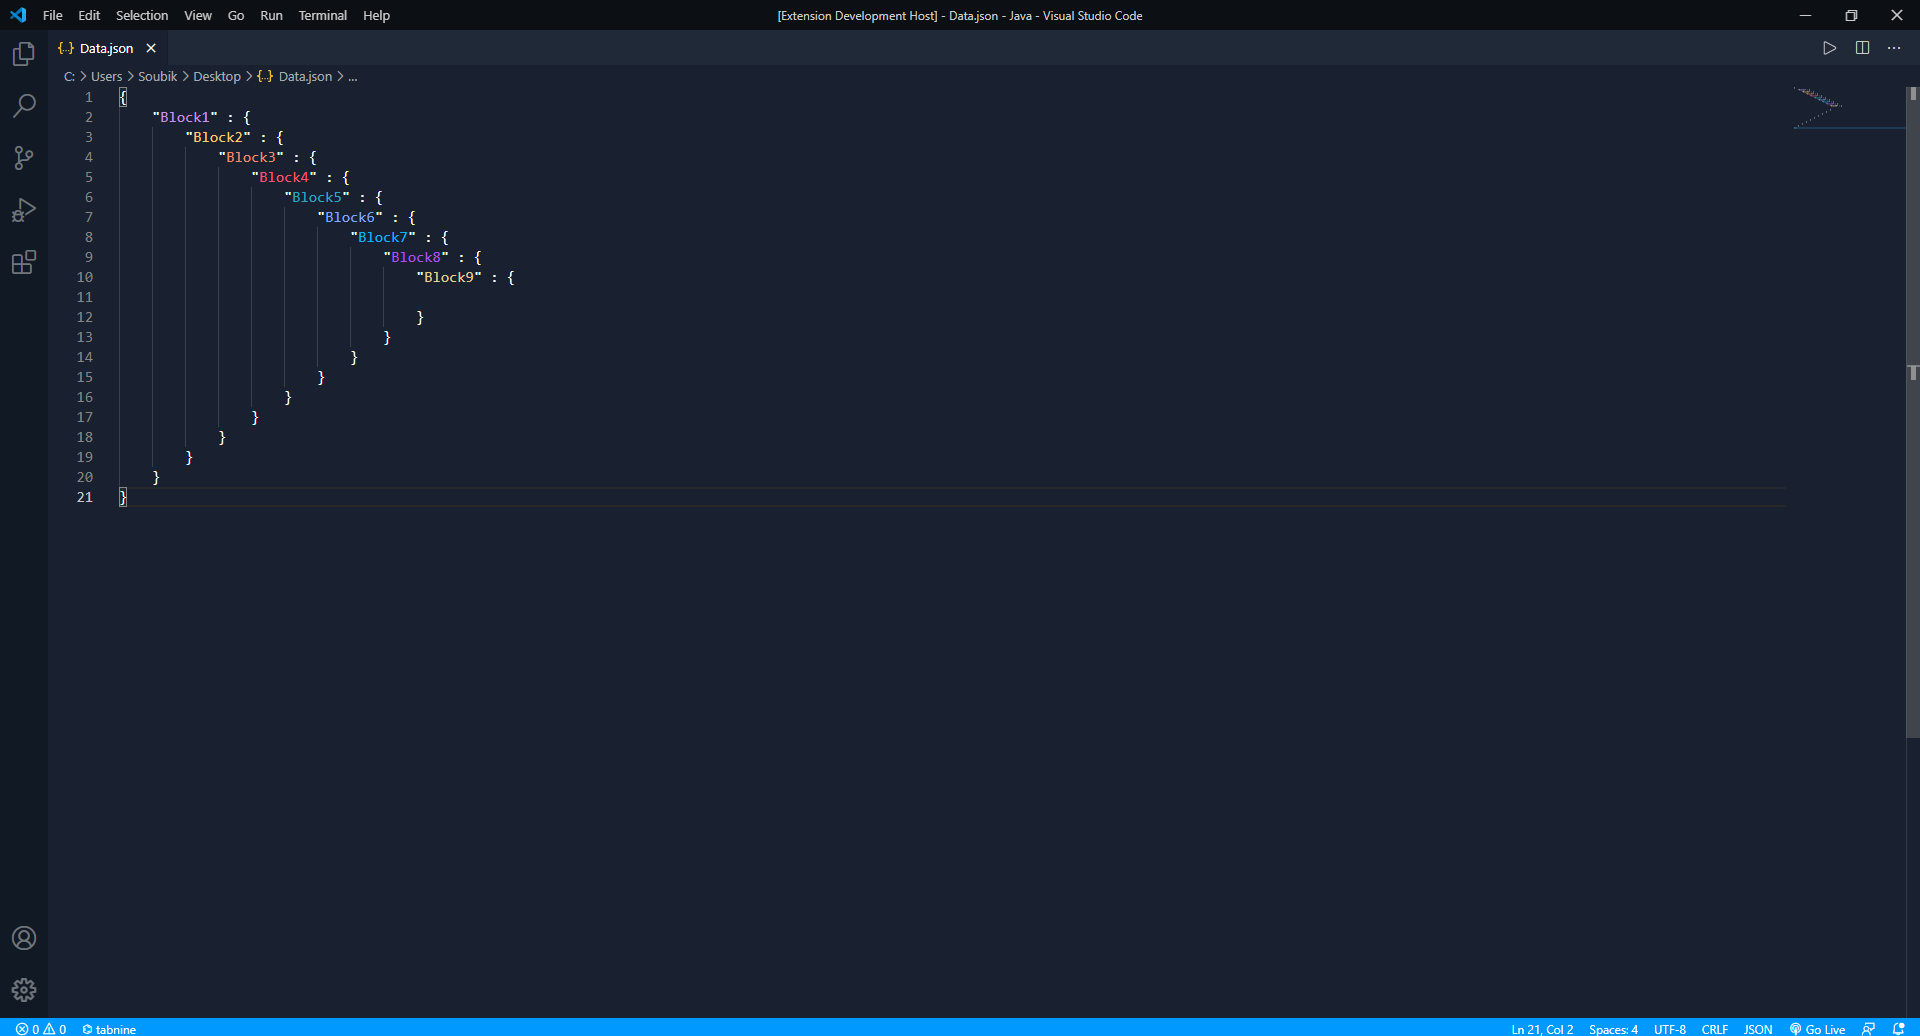 File Edit Selection View Go Run Terminal Help [Extension Development Host] - Data.json - Java - Visual Studio Code
{..} Data.json
C: > Users > Soubik > Desktop > {..} Data.json > ...
1 {
2     "Block1" : {
3         "Block2" : {
4             "Block3" : {
5                 "Block4" : {
6                     "Block5" : {
7                         "Block6" : {
8                             "Block7" : {
9                                 "Block8" : {
10                                     "Block9" : {
11
12                                     }
13                                 }
14                             }
15                         }
16                     }
17                 }
18             }
19         }
20     }
21 }
0 0 tabnine Ln 21, Col 2 Spaces: 4 UTF-8 CRLF JSON Go Live